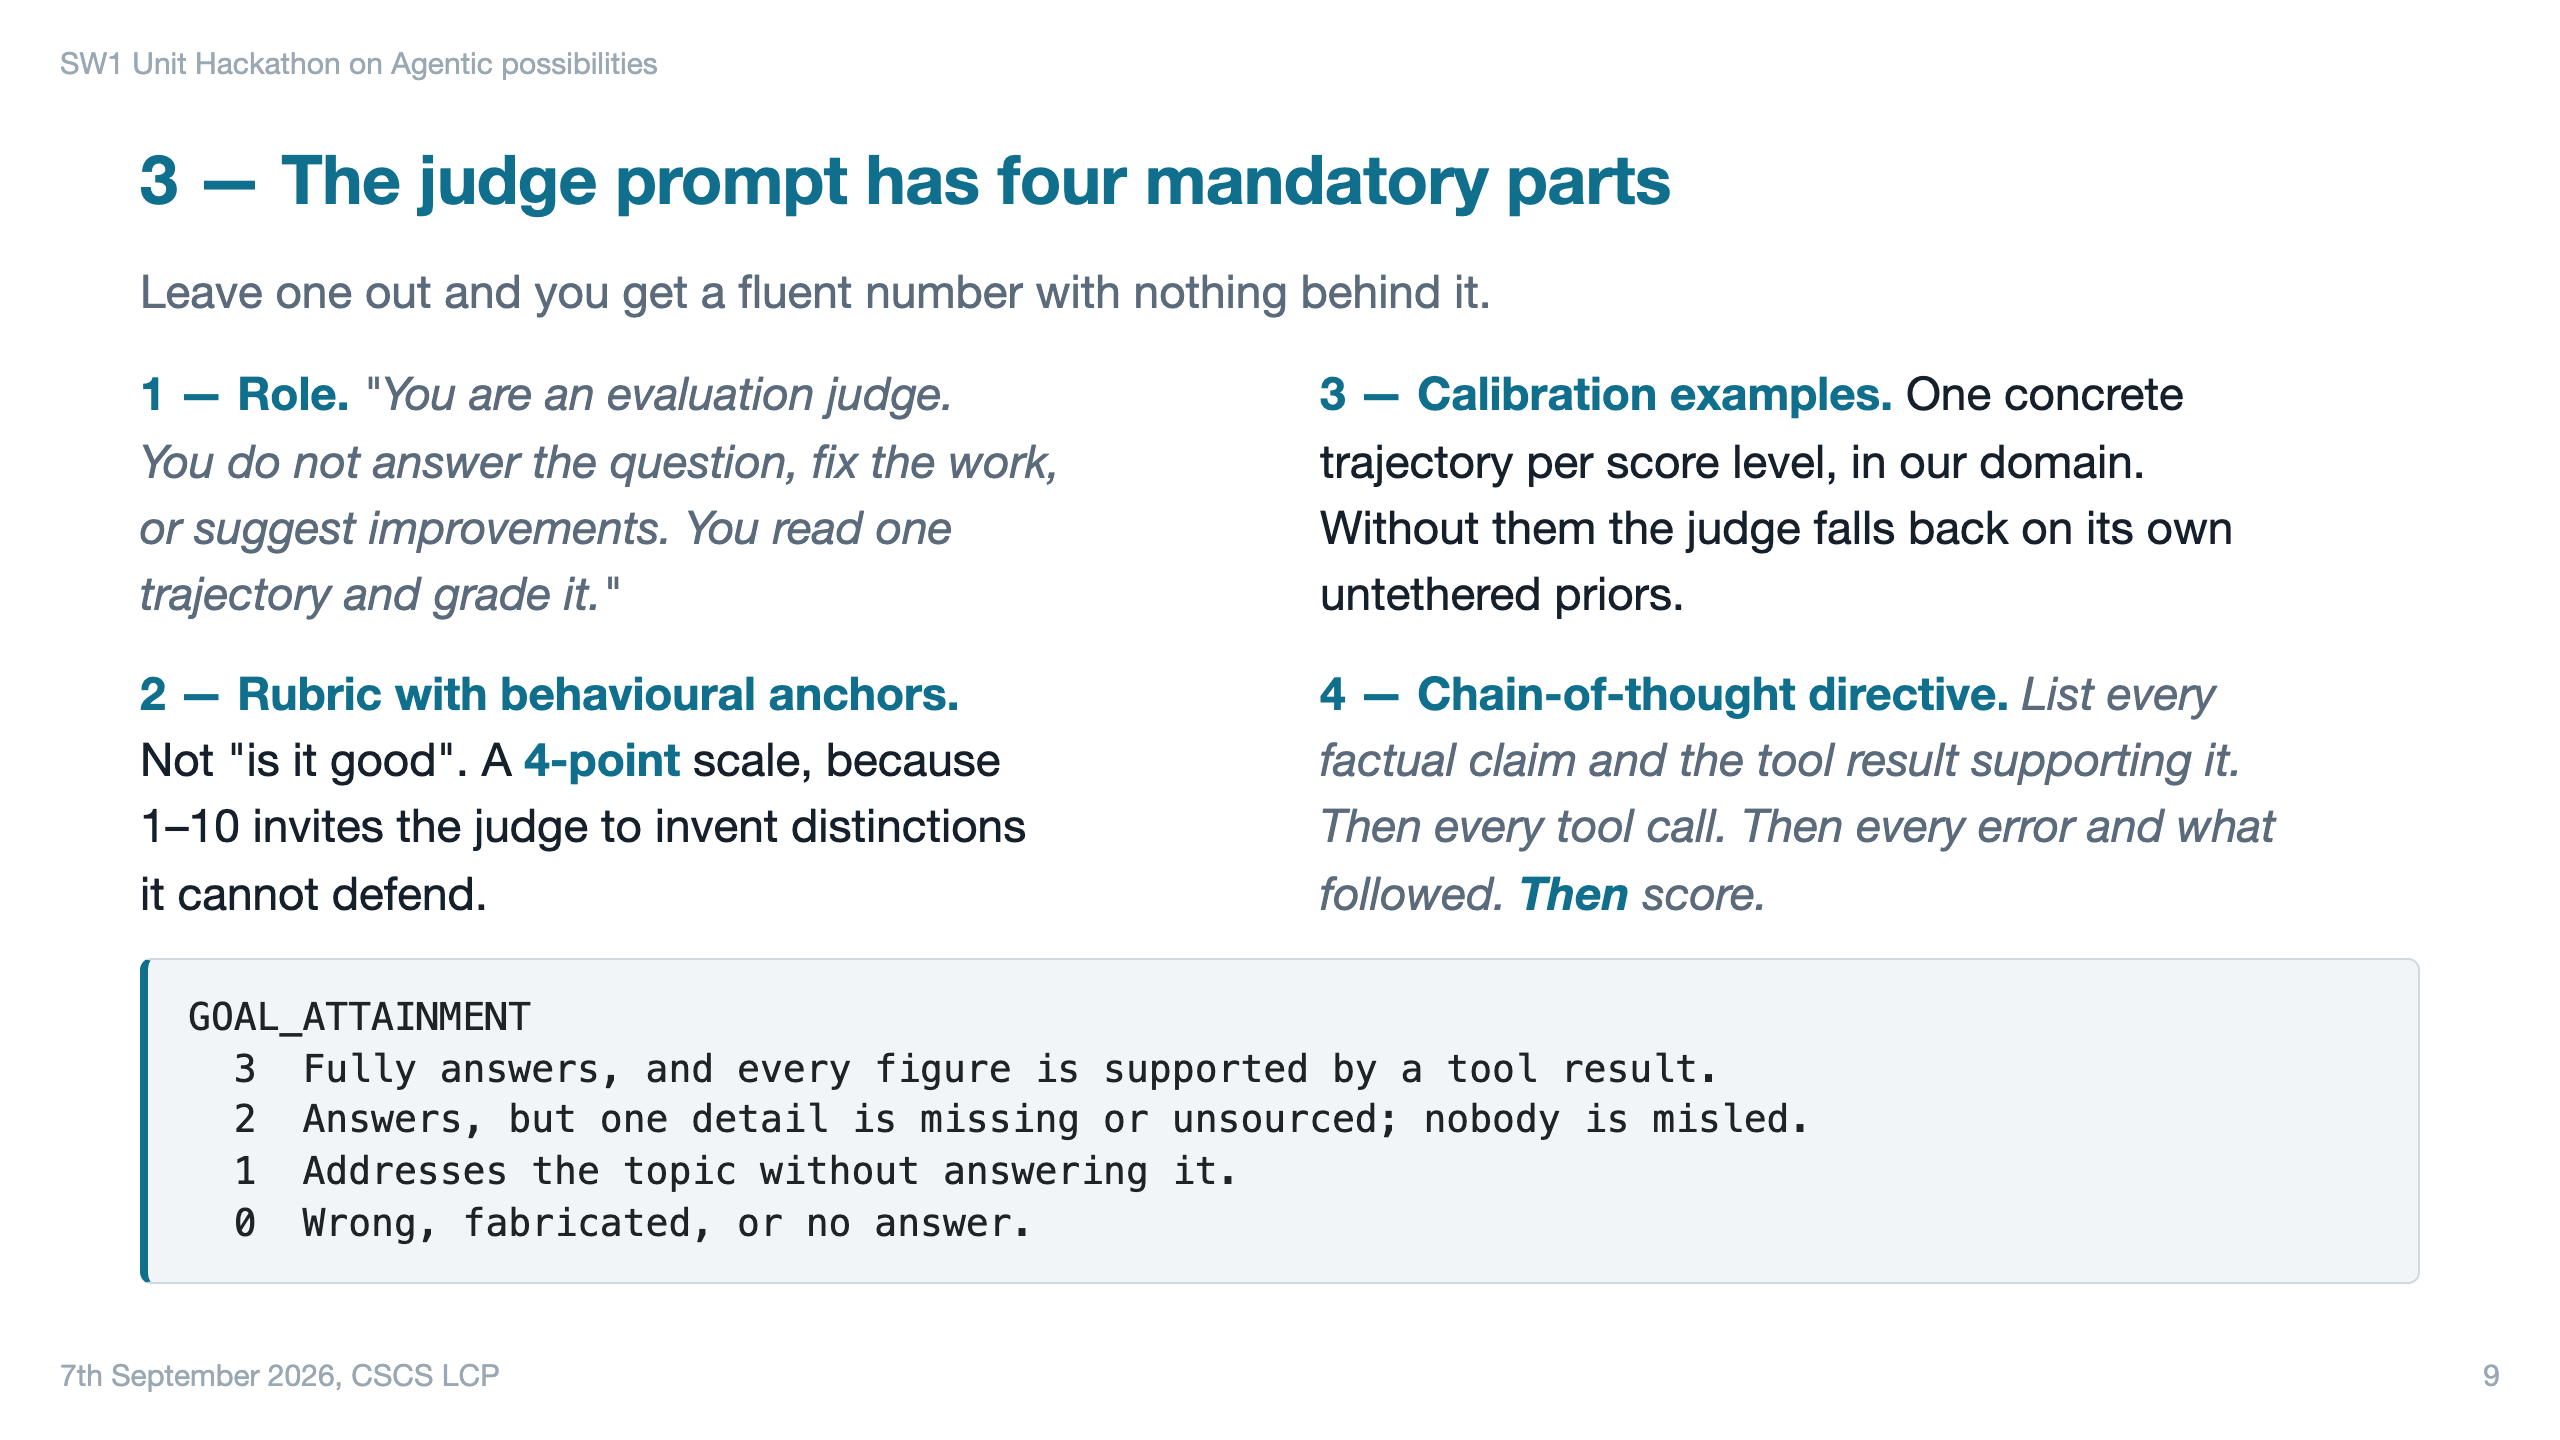 SW1 Unit Hackathon on Agentic possibilities
3 — The judge prompt has four mandatory parts
Leave one out and you get a fluent number with nothing behind it.
1 — Role. "You are an evaluation judge.
You do not answer the question, fix the work,
or suggest improvements. You read one
trajectory and grade it."
2 — Rubric with behavioural anchors.
Not "is it good". A 4-point scale, because
1–10 invites the judge to invent distinctions
it cannot defend.
3 — Calibration examples. One concrete
trajectory per score level, in our domain.
Without them the judge falls back on its own
untethered priors.
4 — Chain-of-thought directive. List every
factual claim and the tool result supporting it.
Then every tool call. Then every error and what
followed. Then score.
GOAL_ATTAINMENT
3  Fully answers, and every figure is supported by a tool result.
2  Answers, but one detail is missing or unsourced; nobody is misled.
1  Addresses the topic without answering it.
0  Wrong, fabricated, or no answer.
7th September 2026, CSCS LCP
9